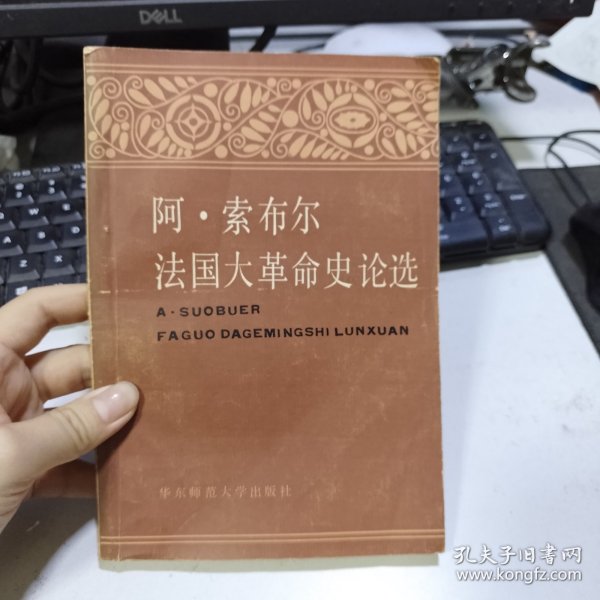 DELL
阿·索布尔
法国大革命史论选
A·SUOBUER
FAGUO DAGEMINGSHI LUNXUAN
华东师范大学出版社
孔夫子旧书网
www.kongfz.com